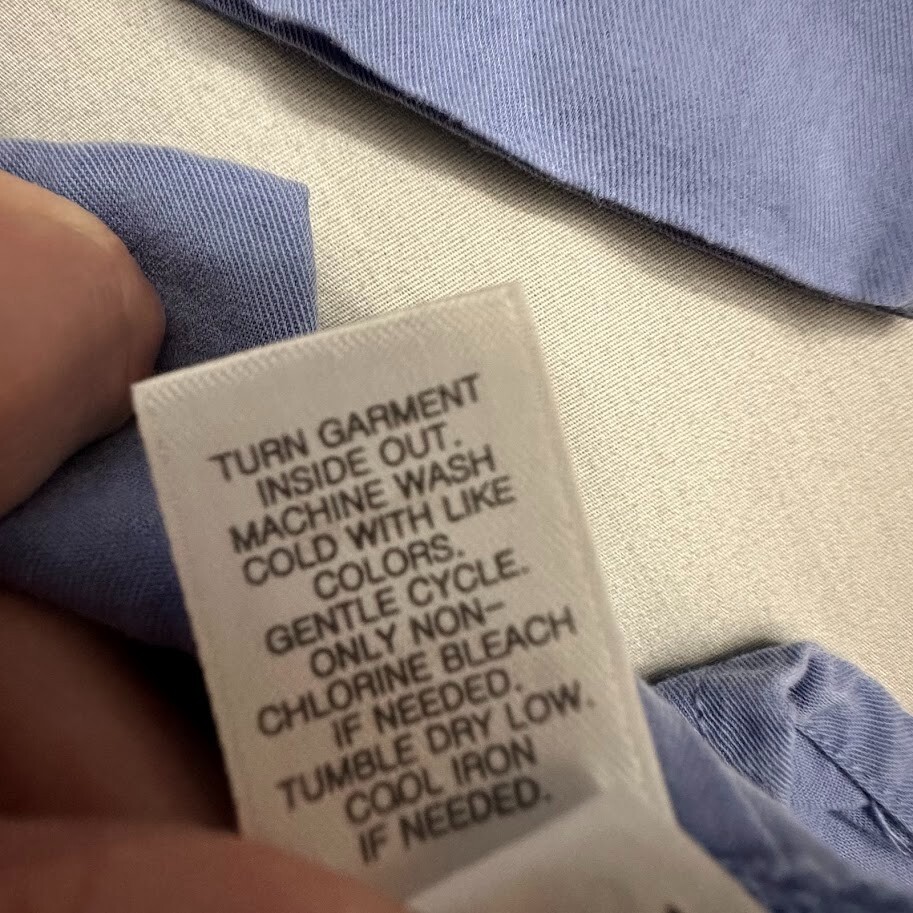 TURN GARMENT
INSIDE OUT.
MACHINE WASH
COLD WITH LIKE
COLORS.
GENTLE CYCLE.
ONLY NON-
CHLORINE BLEACH
IF NEEDED.
TUMBLE DRY LOW.
COOL IRON
IF NEEDED.